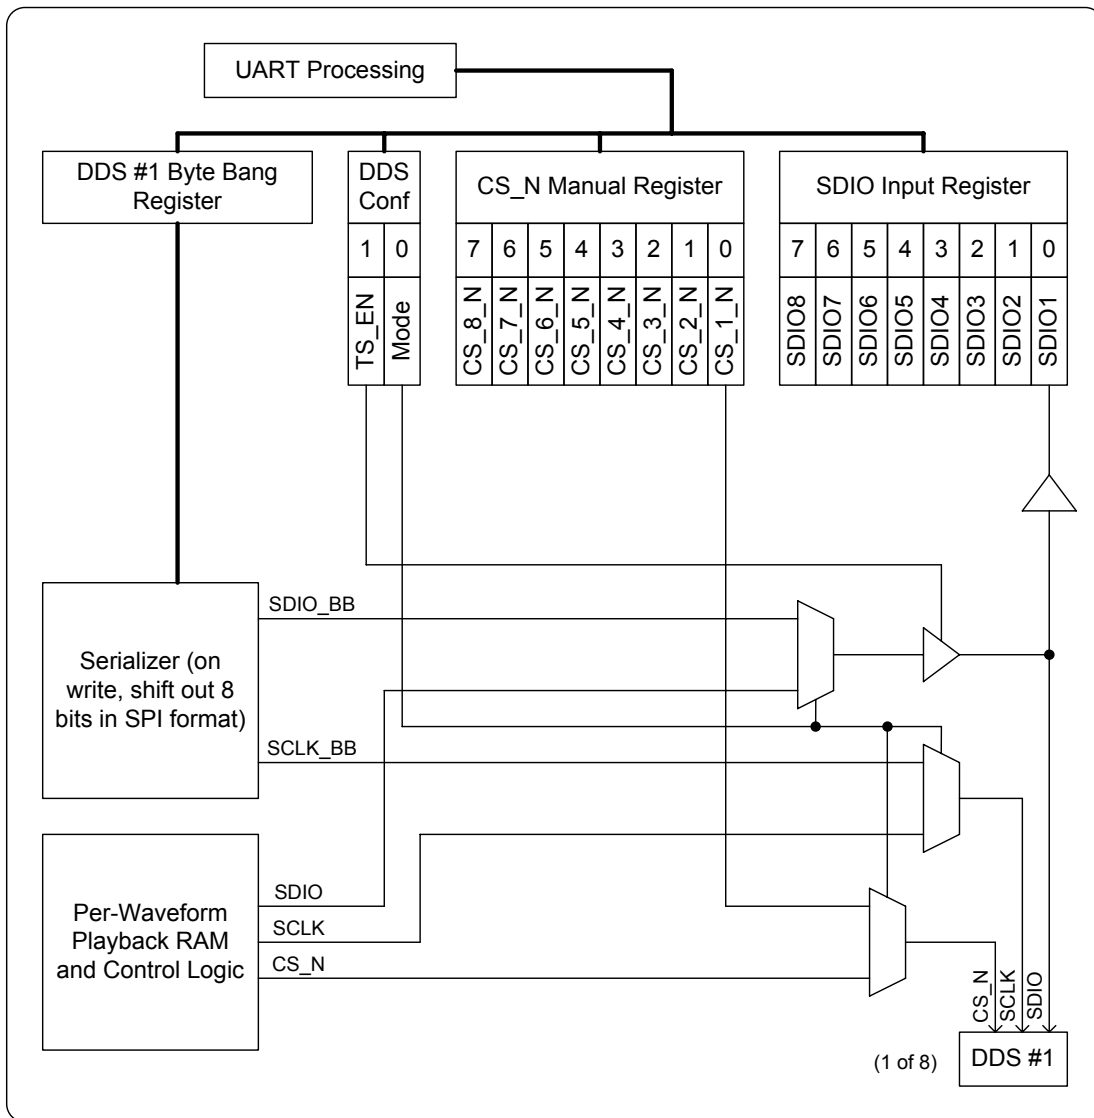 UART Processing
DDS #1 Byte Bang
Register
DDS
Conf
1 0
TS_EN
Mode
CS_N Manual Register
7 6 5 4 3 2 1 0
CS_8_N
CS_7_N
CS_6_N
CS_5_N
CS_4_N
CS_3_N
CS_2_N
CS_1_N
SDIO Input Register
7 6 5 4 3 2 1 0
SDIO8
SDIO7
SDIO6
SDIO5
SDIO4
SDIO3
SDIO2
SDIO1
Serializer (on
write, shift out 8
bits in SPI format)
SDIO_BB
SCLK_BB
Per-Waveform
Playback RAM
and Control Logic
SDIO
SCLK
CS_N
CS_N
SCLK
SDIO
(1 of 8)
DDS #1